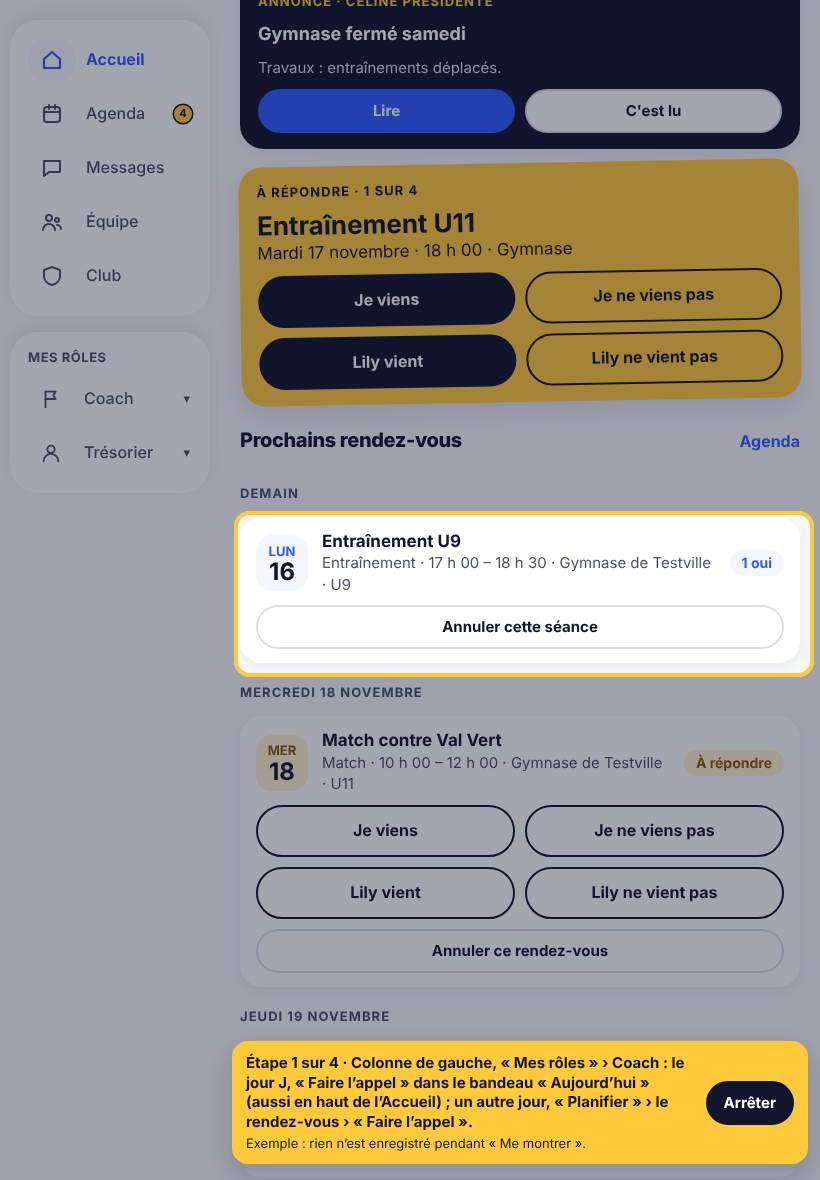 Accueil
Agenda
4
Messages
Équipe
Club
MES RÔLES
Coach
Trésorier
ANNONCE · CÉLINE PRÉSIDENTE
Gymnase fermé samedi
Travaux : entraînements déplacés.
Lire
C'est lu
À RÉPONDRE · 1 SUR 4
Entraînement U11
Mardi 17 novembre · 18 h 00 · Gymnase
Je viens
Je ne viens pas
Lily vient
Lily ne vient pas
Prochains rendez-vous
Agenda
DEMAIN
LUN
16
Entraînement U9
Entraînement · 17 h 00 – 18 h 30 · Gymnase de Testville
· U9
1 oui
Annuler cette séance
MERCREDI 18 NOVEMBRE
MER
18
Match contre Val Vert
Match · 10 h 00 – 12 h 00 · Gymnase de Testville
· U11
À répondre
Je viens
Je ne viens pas
Lily vient
Lily ne vient pas
Annuler ce rendez-vous
JEUDI 19 NOVEMBRE
Étape 1 sur 4 · Colonne de gauche, « Mes rôles » › Coach : le
jour J, « Faire l’appel » dans le bandeau « Aujourd’hui »
(aussi en haut de l’Accueil) ; un autre jour, « Planifier » › le
rendez-vous › « Faire l’appel ».
Exemple : rien n’est enregistré pendant « Me montrer ».
Arrêter